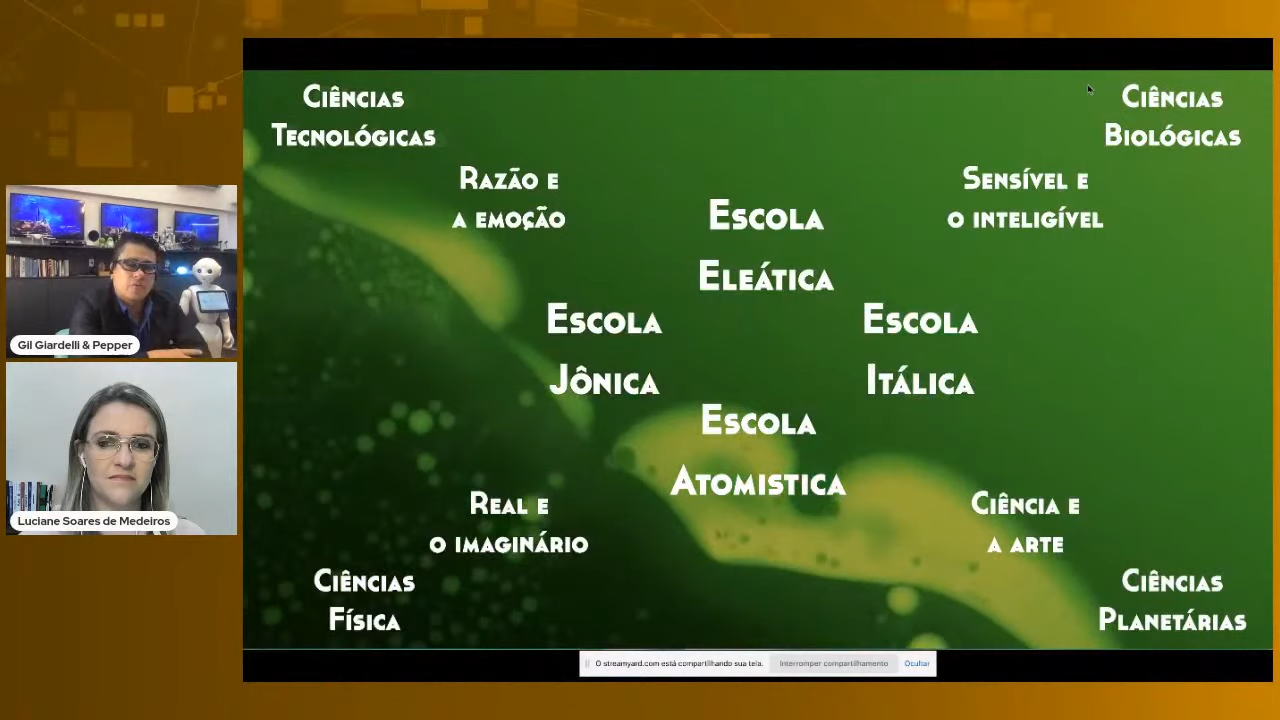 Ciências
Tecnológicas
Ciências
Biológicas
Razão e
a emoção
Sensível e
o inteligível
Escola
Eleática
Escola
Jônica
Escola
Itálica
Escola
Atomistica
Real e
o imaginário
Ciência e
a arte
Ciências
Física
Ciências
Planetárias
Gil Giardelli & Pepper
Luciane Soares de Medeiros
O streamyard.com está compartilhando sua tela.
Interromper compartilhamento
Ocultar